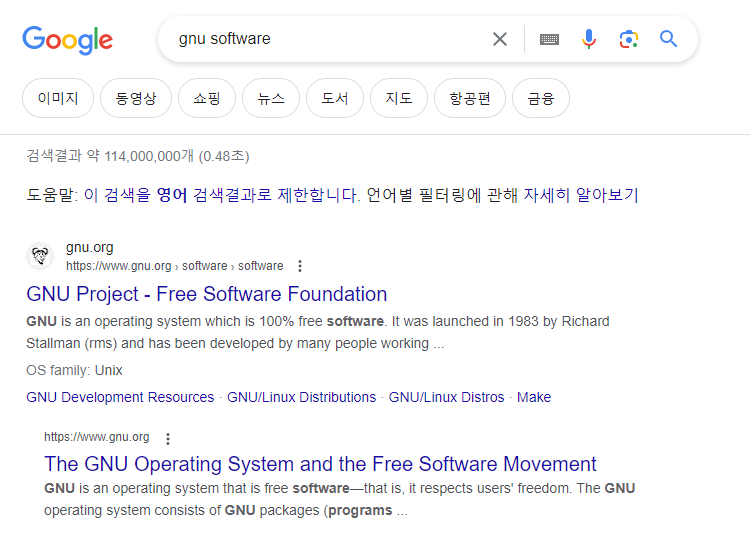 Google
gnu software
이미지 동영상 쇼핑 뉴스 도서 지도 항공편 금융
검색결과 약 114,000,000개 (0.48초)
도움말: 이 검색을 영어 검색결과로 제한합니다. 언어별 필터링에 관해 자세히 알아보기
gnu.org
https://www.gnu.org › software › software
GNU Project - Free Software Foundation
GNU is an operating system which is 100% free software. It was launched in 1983 by Richard
Stallman (rms) and has been developed by many people working ...
OS family: Unix
GNU Development Resources · GNU/Linux Distributions · GNU/Linux Distros · Make
https://www.gnu.org
The GNU Operating System and the Free Software Movement
GNU is an operating system that is free software—that is, it respects users' freedom. The GNU
operating system consists of GNU packages (programs ...